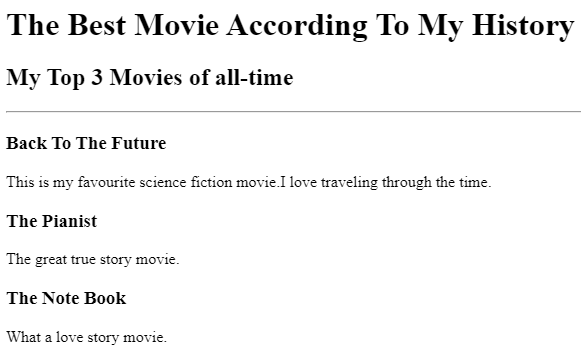 The Best Movie According To My History
My Top 3 Movies of all-time
Back To The Future
This is my favourite science fiction movie.I love traveling through the time.
The Pianist
The great true story movie.
The Note Book
What a love story movie.